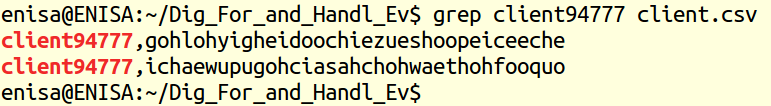 enisa@ENISA:~/Dig_For_and_Handl_Ev$ grep client94777 client.csv
client94777,gohlohyigheidoochiezueshoopeiceeche
client94777,ichaewupugohciasahchohwaethohfooquo
enisa@ENISA:~/Dig_For_and_Handl_Ev$